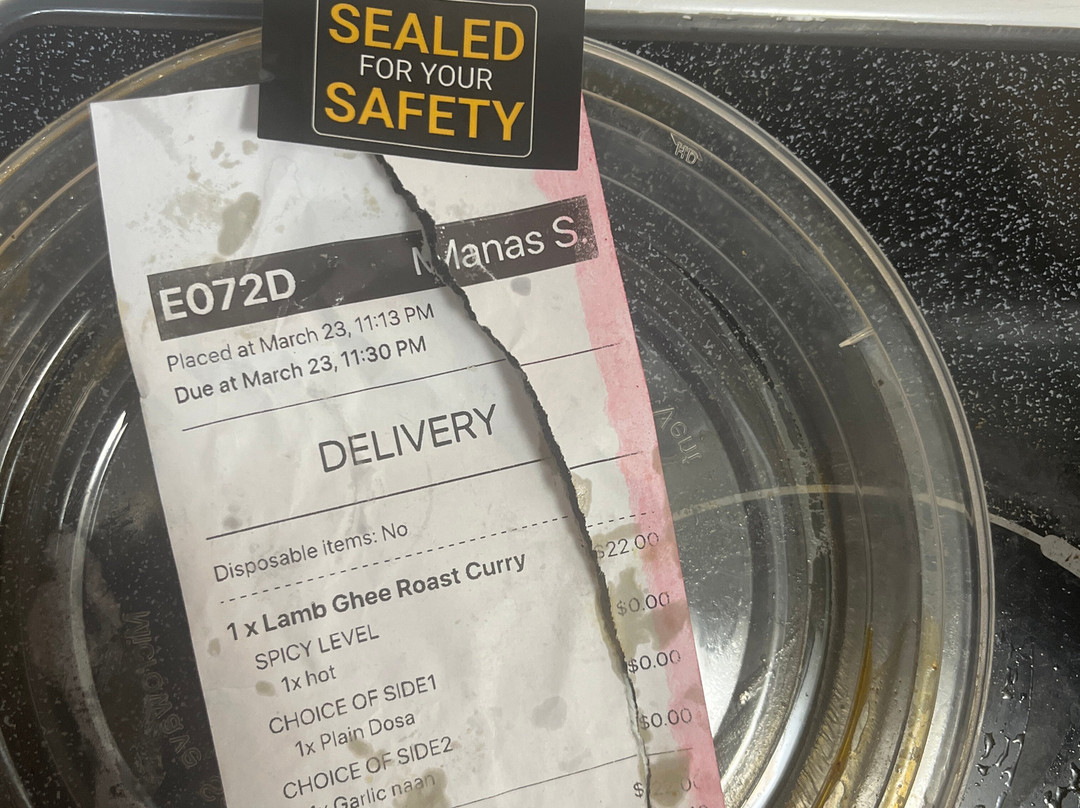 SEALED
FOR YOUR
SAFETY
E072D Manas S.
Placed at March 23, 11:13 PM
Due at March 23, 11:30 PM
DELIVERY
Disposable items: No
1 x Lamb Ghee Roast Curry $22.00
SPICY LEVEL $0.00
1x hot
CHOICE OF SIDE1 $0.00
1x Plain Dosa
CHOICE OF SIDE2 $0.00
1x Garlic naan
HD